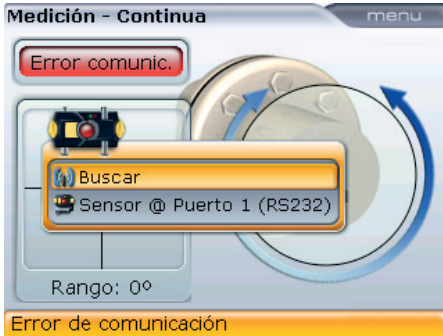 Medición - Continua
menu
Error comunic.
Buscar
Sensor @ Puerto 1 (RS232)
Rango: 0º
Error de comunicación